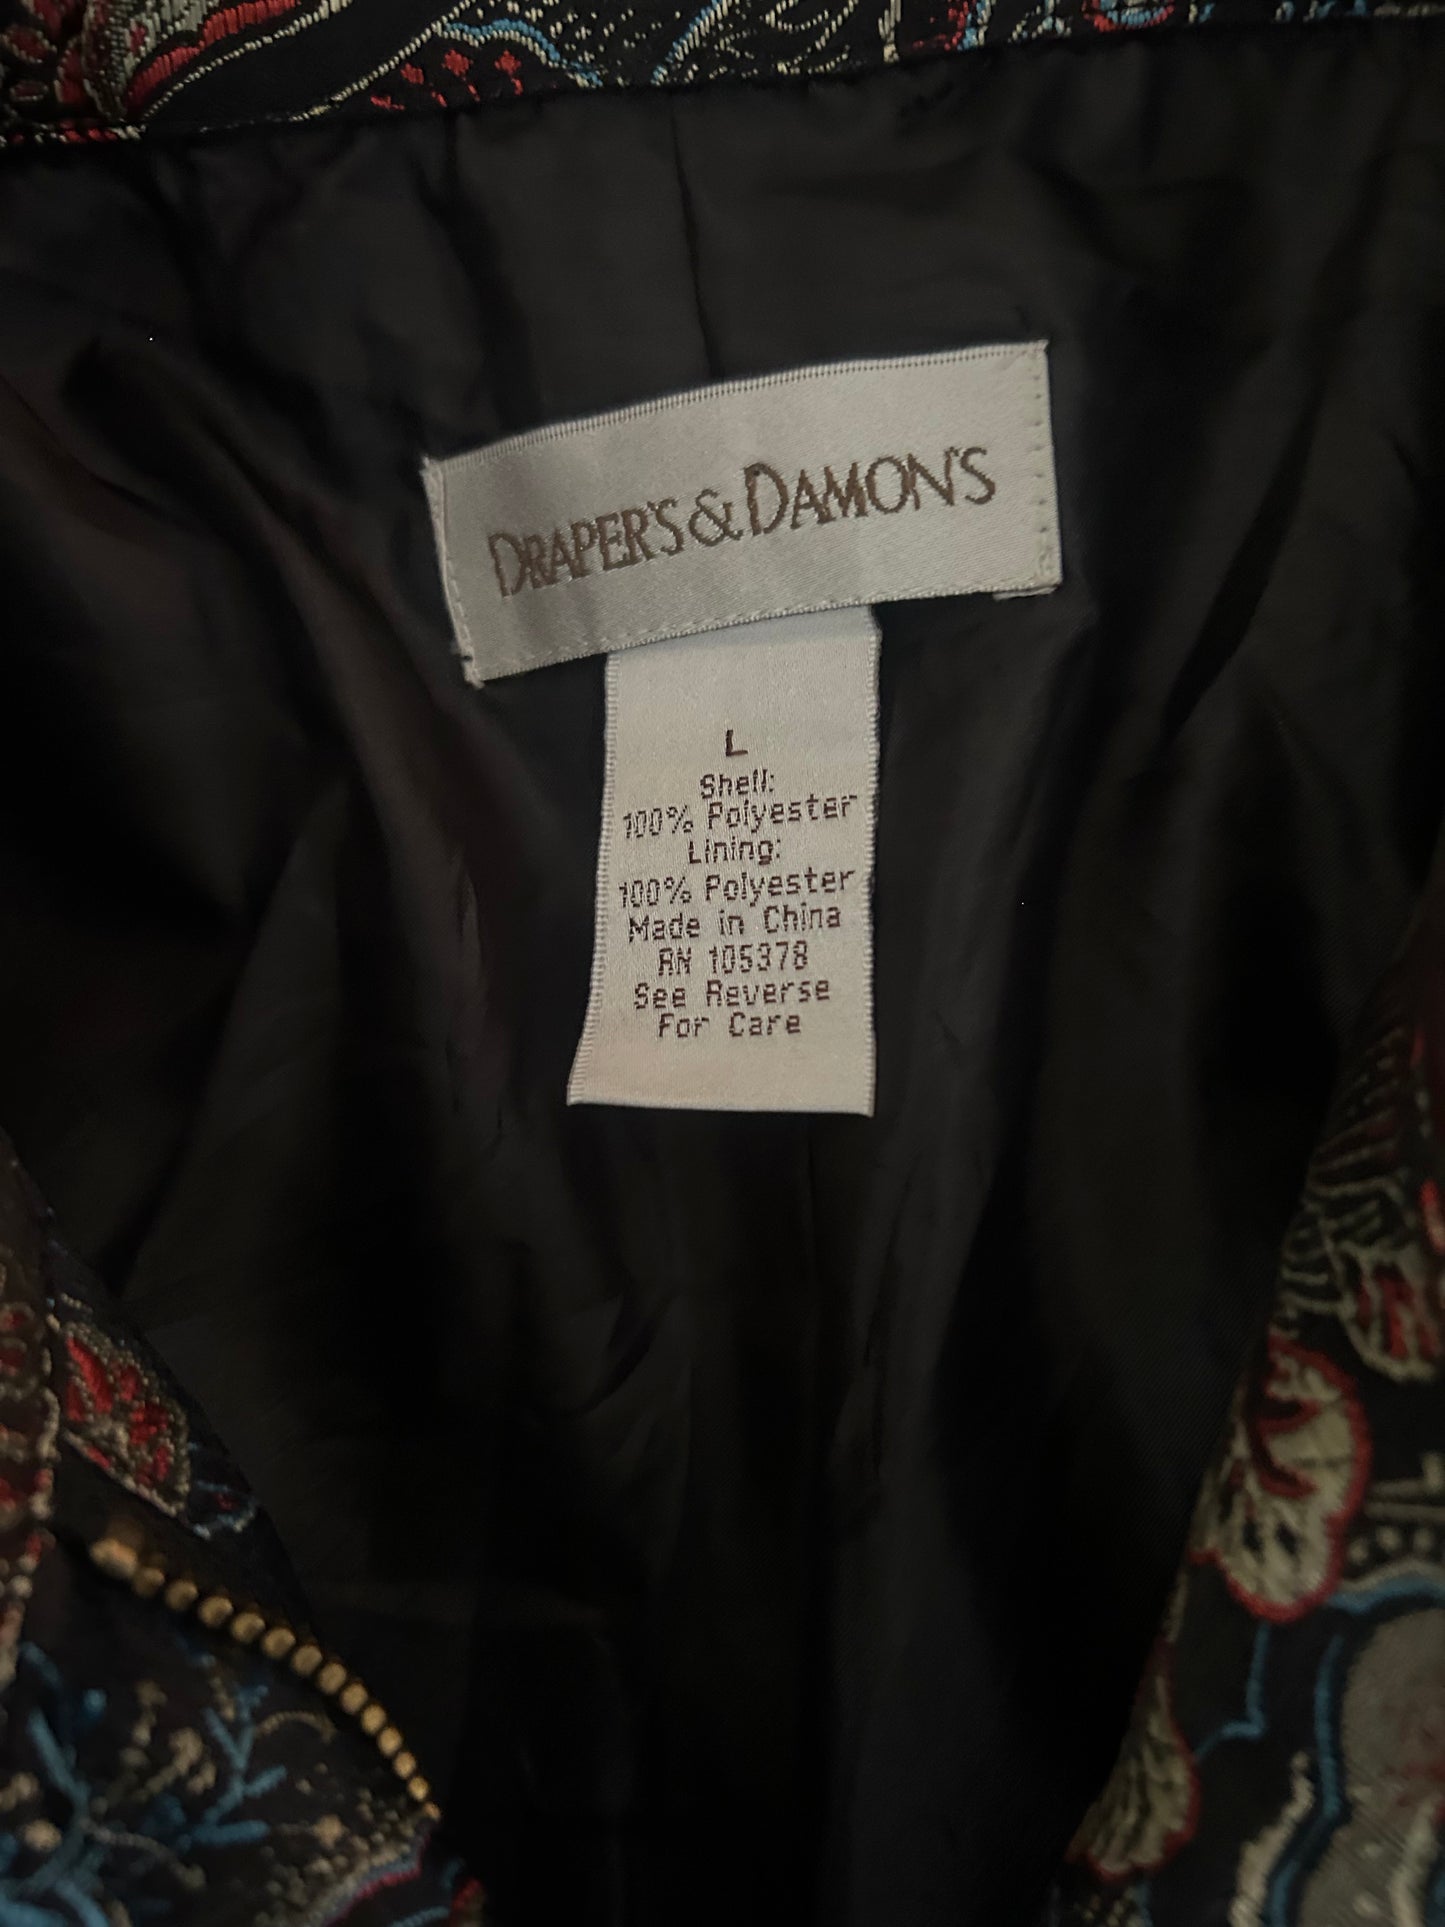 DRAPER'S & DAMON'S
L
Shell:
100% Polyester
Lining:
100% Polyester
Made in China
RN 105378
See Reverse
For Care